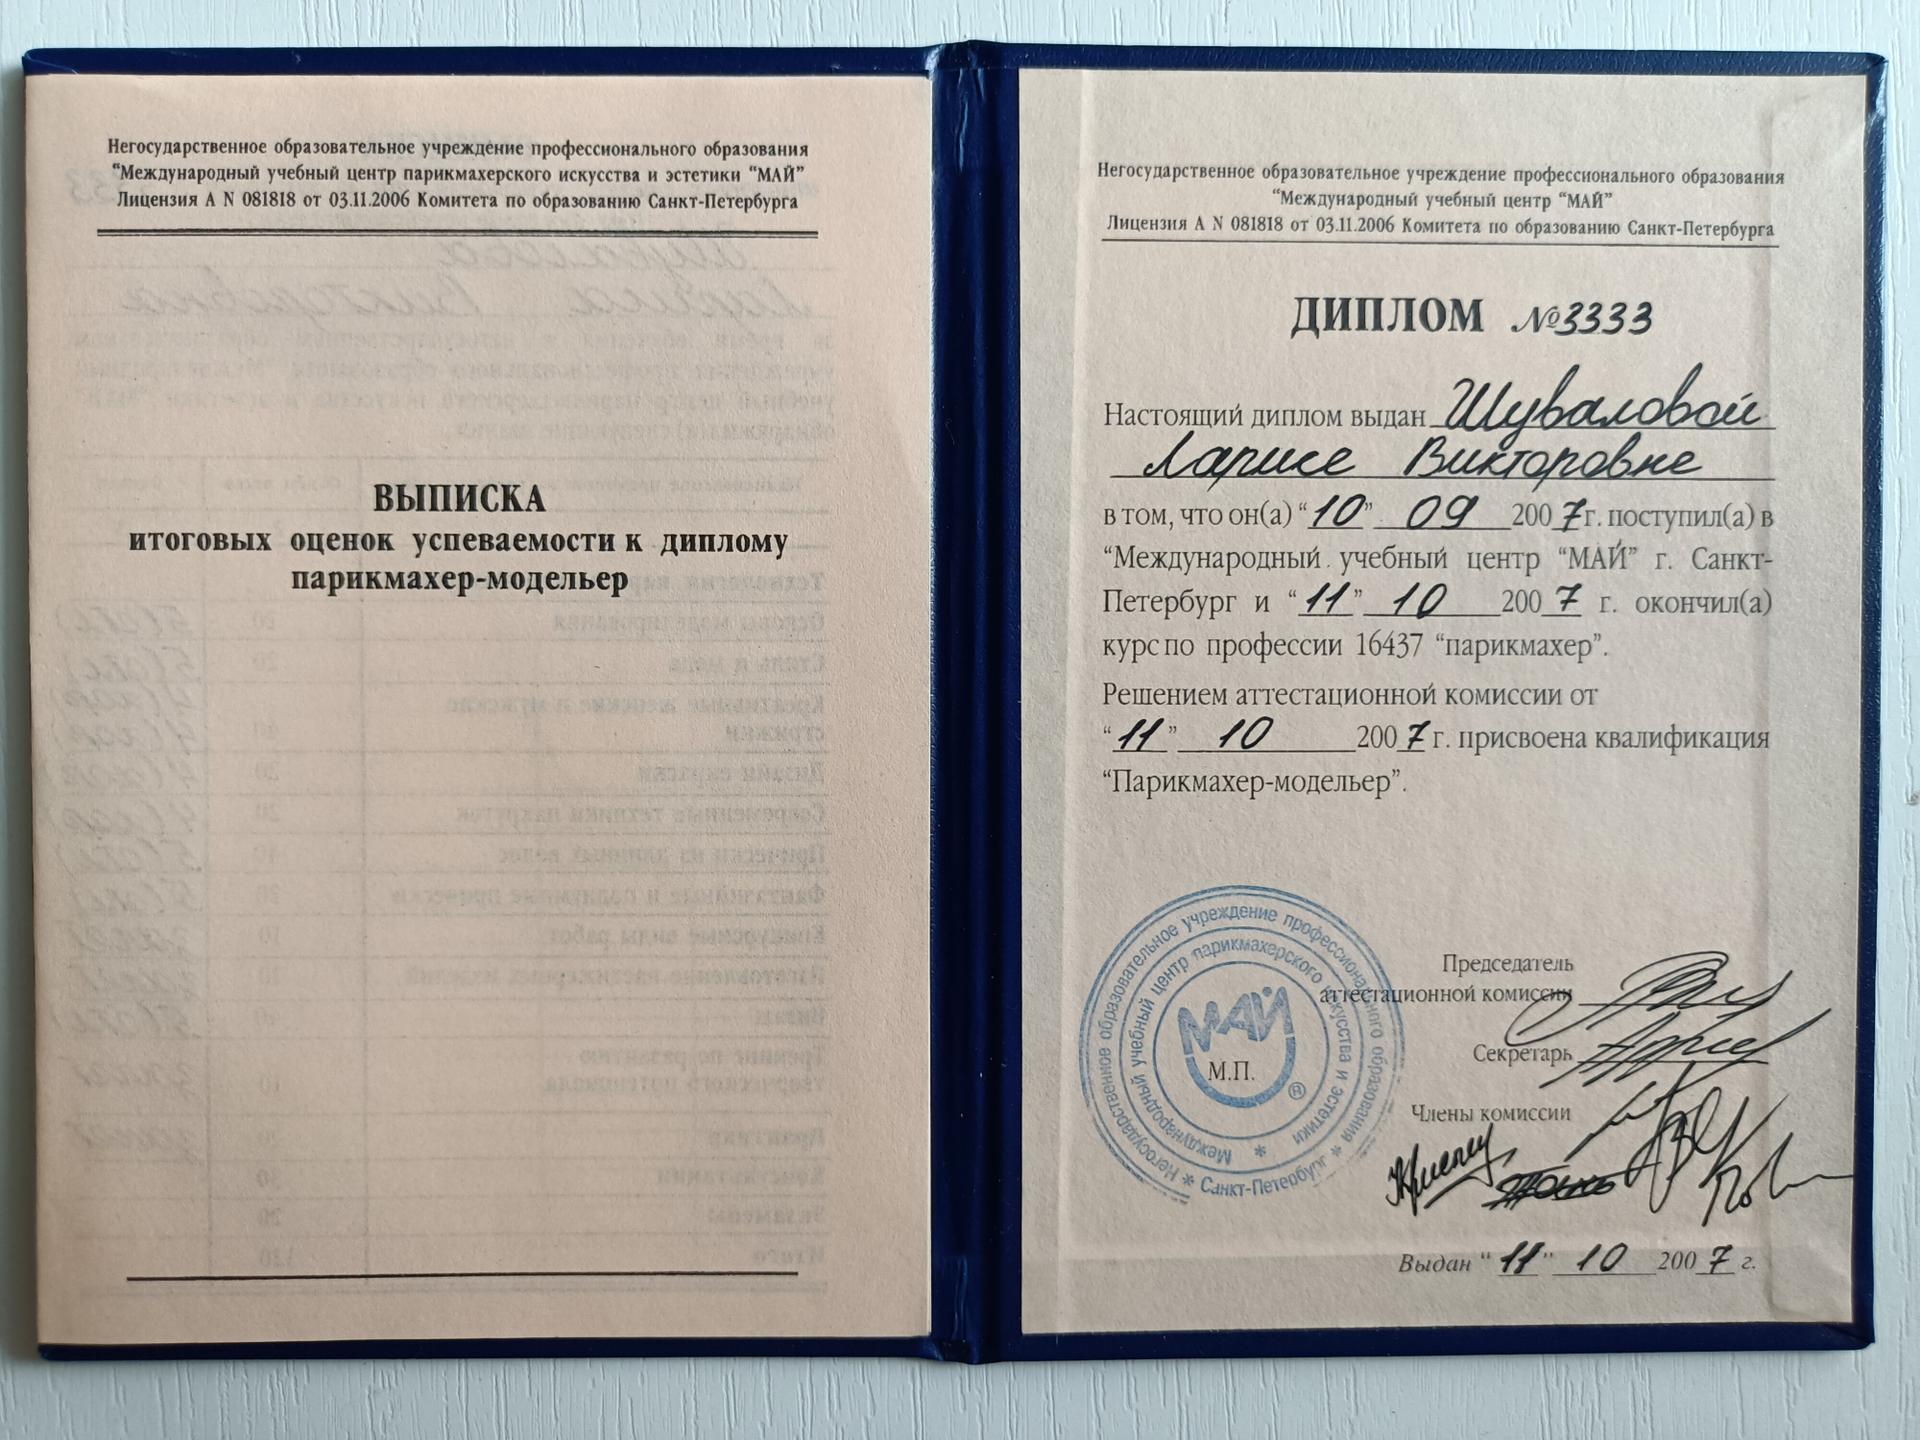 Негосударственное образовательное учреждение профессионального образования
“Международный учебный центр парикмахерского искусства и эстетики “МАЙ”
Лицензия А N 081818 от 03.11.2006 Комитета по образованию Санкт-Петербурга
ВЫПИСКА
итоговых оценок успеваемости к диплому
парикмахер-модельер
Негосударственное образовательное учреждение профессионального образования
“Международный учебный центр “МАЙ”
Лицензия А N 081818 от 03.11.2006 Комитета по образованию Санкт-Петербурга
ДИПЛОМ №3333
Настоящий диплом выдан Шуваловой
Ларисе Викторовне
в том, что он(а) “10” 09 2007г. поступил(а) в
“Международный учебный центр “МАЙ” г. Санкт-
Петербург и “11” 10 2007 г. окончил(а)
курс по профессии 16437 “парикмахер”.
Решением аттестационной комиссии от
“11” 10 2007г. присвоена квалификация
“Парикмахер-модельер”.
Председатель
аттестационной комиссии
Секретарь
Члены комиссии
Негосударственное образовательное учреждение профессионального образования * Санкт-Петербург *
Международный учебный центр парикмахерского искусства и эстетики *
МАЙ
М.П.
®
Выдан “11” 10 2007 г.